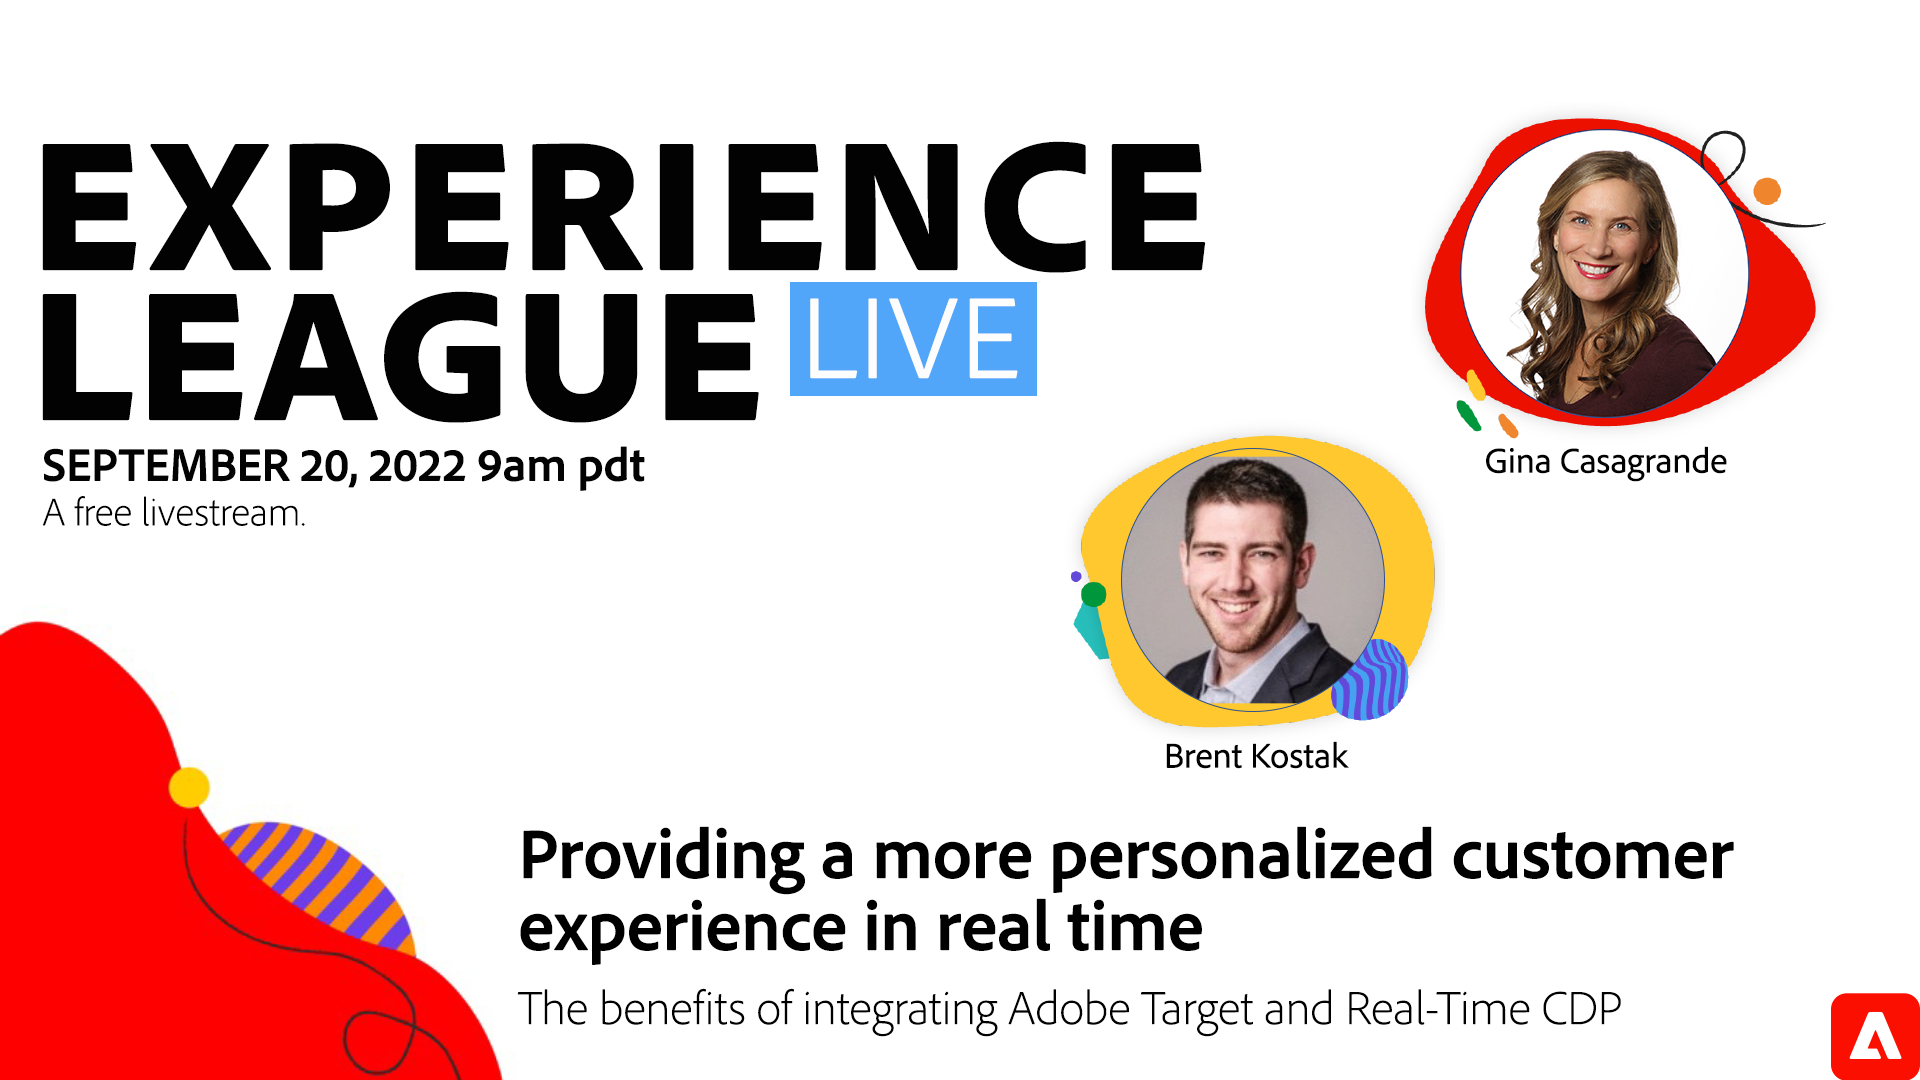 EXPERIENCE
LEAGUE LIVE
SEPTEMBER 20, 2022 9am pdt
A free livestream.
Gina Casagrande
Brent Kostak
Providing a more personalized customer
experience in real time
The benefits of integrating Adobe Target and Real-Time CDP